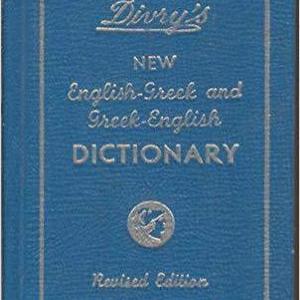 Divry's
NEW
English-Greek and
Greek-English
DICTIONARY
Revised Edition